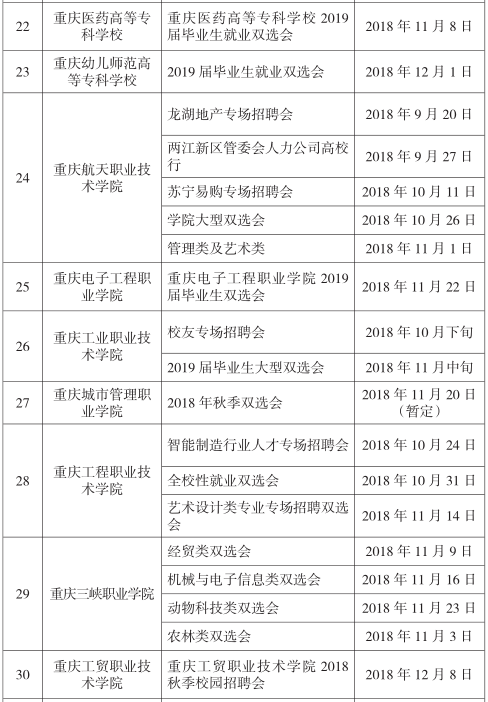 22
重庆医药高等专
科学校
重庆医药高等专科学校 2019
届毕业生就业双选会
2018 年 11 月 8 日
23
重庆幼儿师范高
等专科学校
2019 届毕业生就业双选会
2018 年 12 月 1 日
24
重庆航天职业技
术学院
龙湖地产专场招聘会
2018 年 9 月 20 日
两江新区管委会人力公司高校
行
2018 年 9 月 27 日
苏宁易购专场招聘会
2018 年 10 月 11 日
学院大型双选会
2018 年 10 月 26 日
管理类及艺术类
2018 年 11 月 1 日
25
重庆电子工程职
业学院
重庆电子工程职业学院 2019
届毕业生双选会
2018 年 11 月 22 日
26
重庆工业职业技
术学院
校友专场招聘会
2018 年 10 月下旬
2019 届毕业生大型双选会
2018 年 11 月中旬
27
重庆城市管理职
业学院
2018 年秋季双选会
2018 年 11 月 20 日
（暂定）
28
重庆工程职业技
术学院
智能制造行业人才专场招聘会
2018 年 10 月 24 日
全校性就业双选会
2018 年 10 月 31 日
艺术设计类专业专场招聘双选
会
2018 年 11 月 14 日
29
重庆三峡职业学院
经贸类双选会
2018 年 11 月 9 日
机械与电子信息类双选会
2018 年 11 月 16 日
动物科技类双选会
2018 年 11 月 23 日
农林类双选会
2018 年 11 月 3 日
30
重庆工贸职业技
术学院
重庆工贸职业技术学院 2018
秋季校园招聘会
2018 年 12 月 8 日